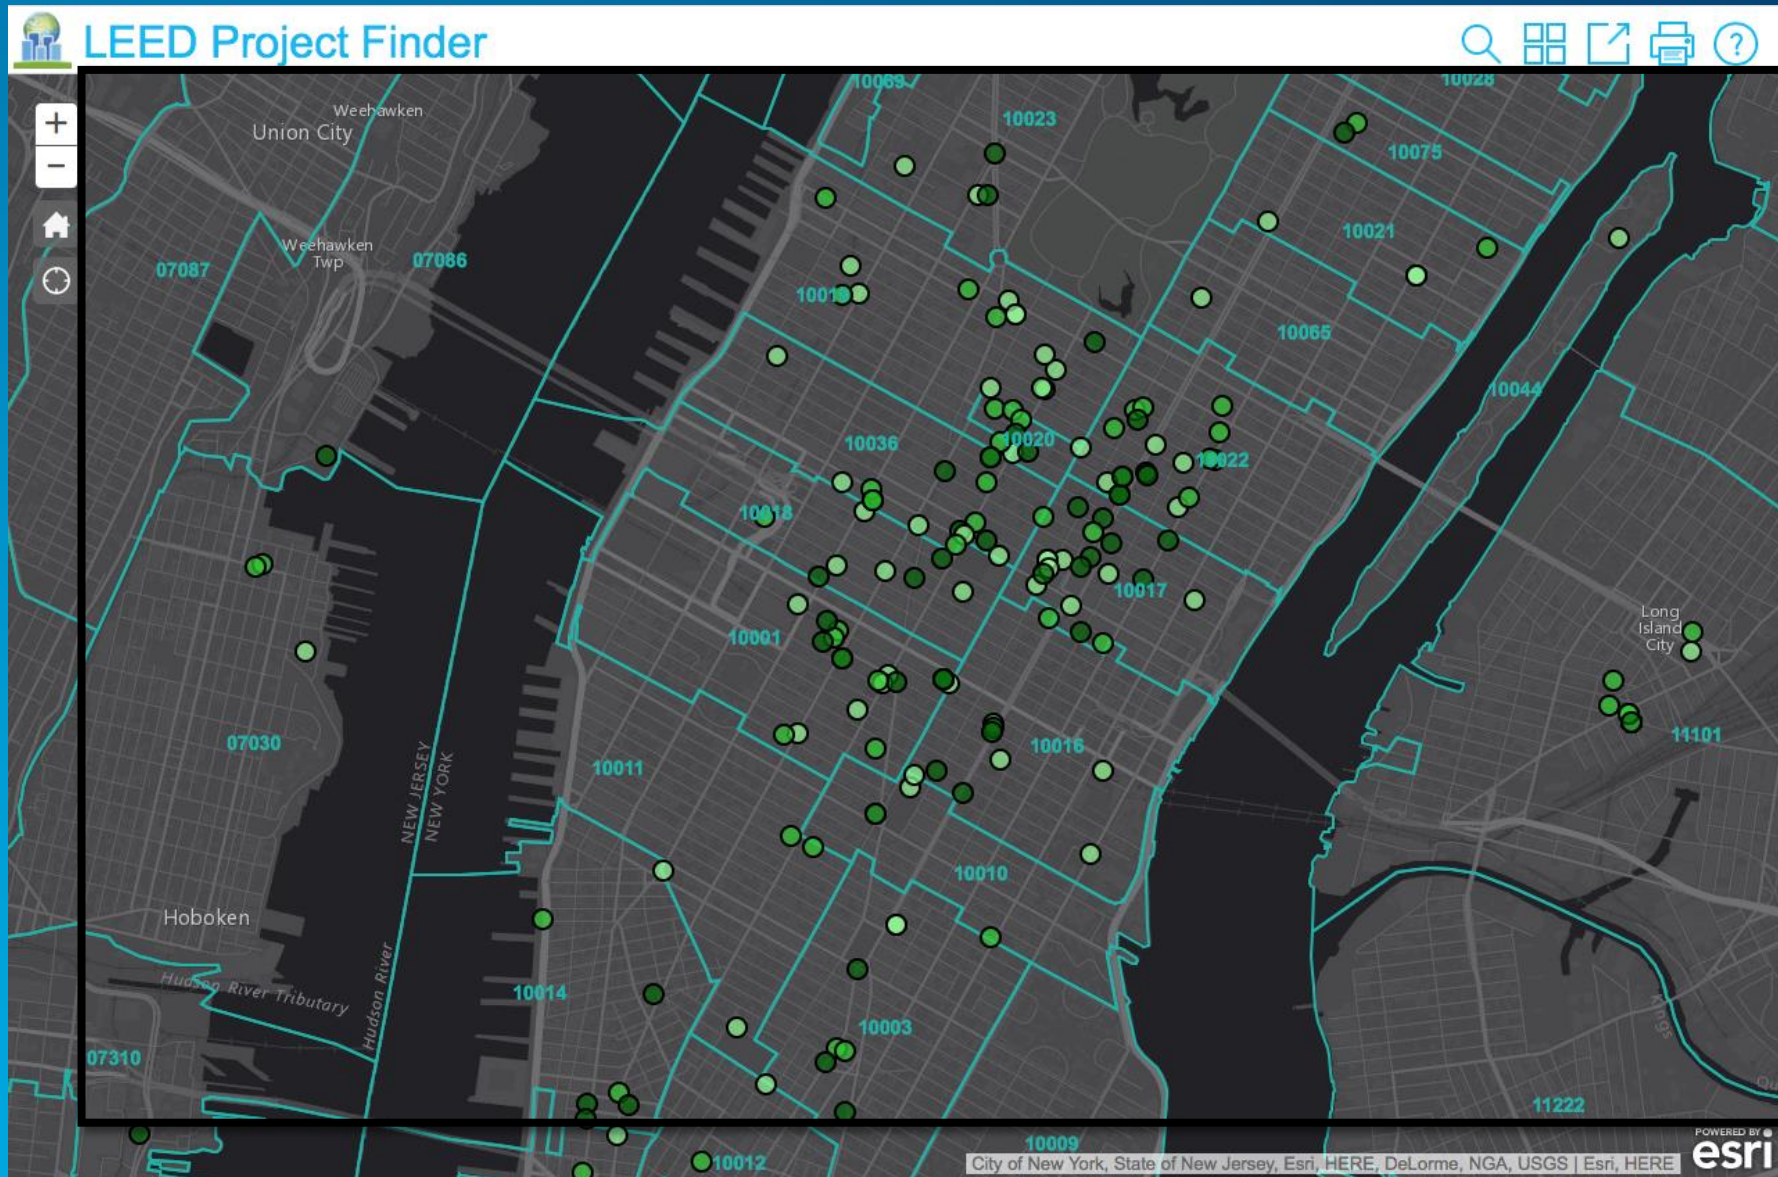 LEED Project Finder
10069
10028
Weehawken
Union City
10023
10075
10021
Weehawken
Twp
07087
07086
10019
10065
10044
10036
10020
10022
10018
10017
10001
Long
Island
City
07030
11101
10016
10011
NEW JERSEY
NEW YORK
10010
Hoboken
Hudson River Tributary
Hudson River
10014
Kings
10003
07310
Qu
11222
10009
10012
POWERED BY
esri
City of New York, State of New Jersey, Esri, HERE, DeLorme, NGA, USGS | Esri, HERE